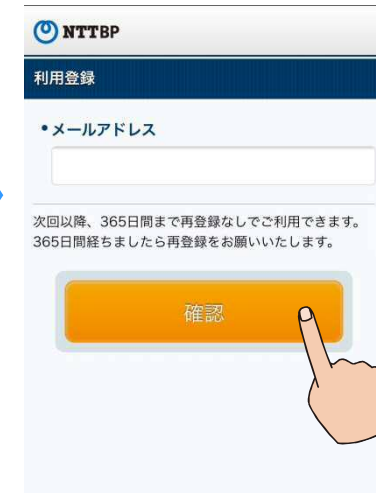 NTTBP
利用登録
•メールアドレス
次回以降、365日間まで再登録なしでご利用できます。
365日間経ちましたら再登録をお願いいたします。
確認